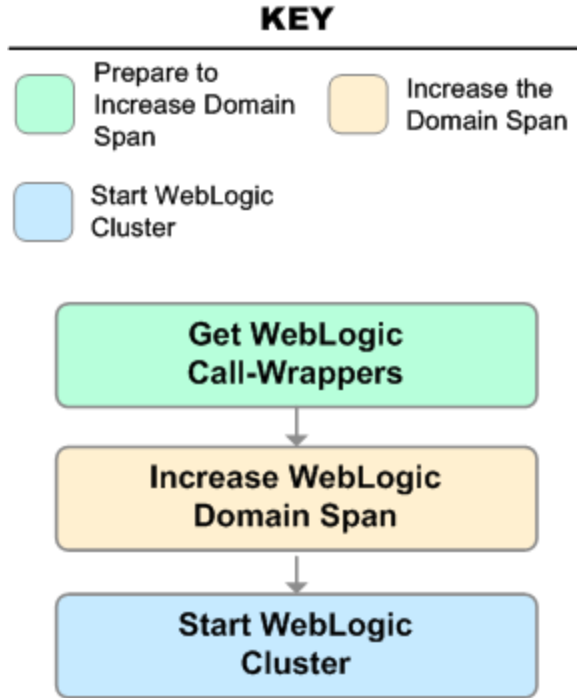 KEY
Prepare to
Increase Domain
Span
Increase the
Domain Span
Start WebLogic
Cluster
Get WebLogic
Call-Wrappers
Increase WebLogic
Domain Span
Start WebLogic
Cluster